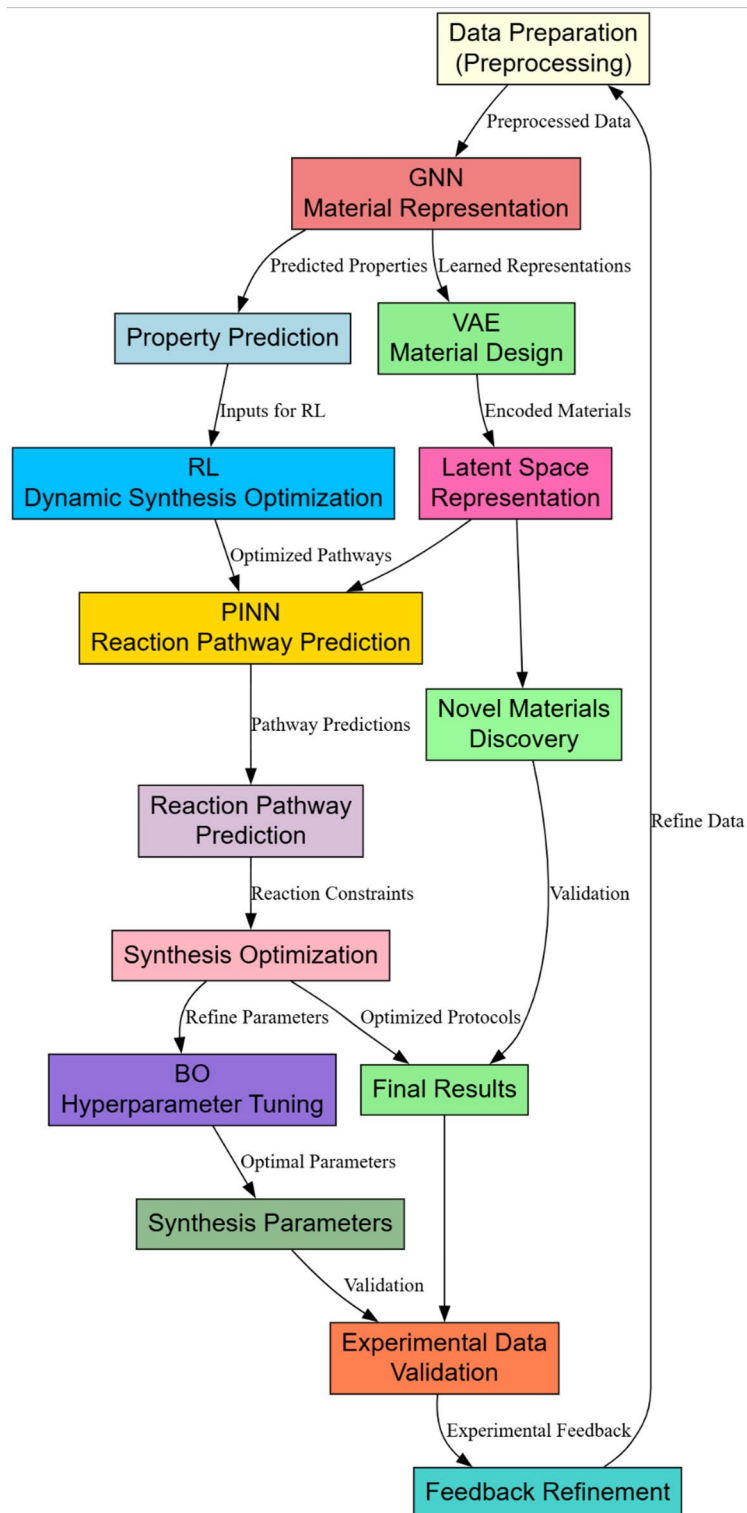 Data Preparation
(Preprocessing)
Preprocessed Data
GNN
Material Representation
Predicted Properties
Learned Representations
Property Prediction
VAE
Material Design
Inputs for RL
Encoded Materials
RL
Dynamic Synthesis Optimization
Latent Space
Representation
Optimized Pathways
PINN
Reaction Pathway Prediction
Pathway Predictions
Novel Materials
Discovery
Reaction Pathway
Prediction
Refine Data
Reaction Constraints
Validation
Synthesis Optimization
Refine Parameters
Optimized Protocols
BO
Hyperparameter Tuning
Final Results
Optimal Parameters
Synthesis Parameters
Validation
Experimental Data
Validation
Experimental Feedback
Feedback Refinement